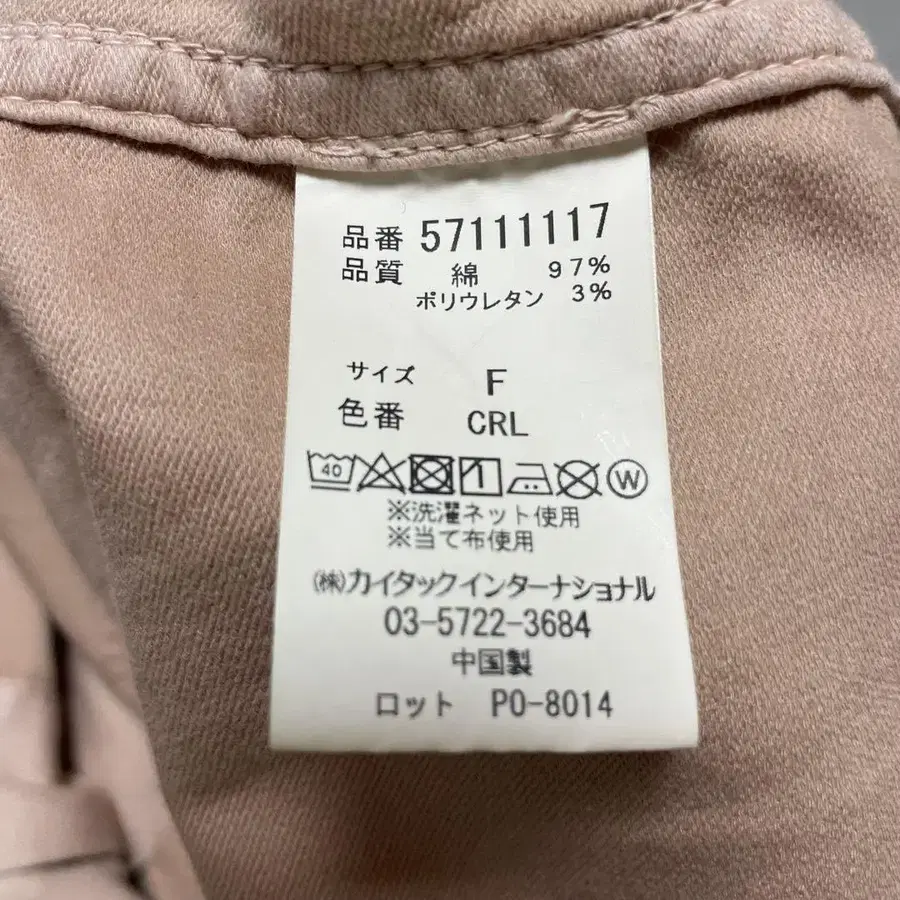 品番 57111117
品質 綿 97%
ポリウレタン 3%
サイズ F
色番 CRL
40 W
※洗濯ネット使用
※当て布使用
㈱カイタックインターナショナル
03-5722-3684
中国製
ロット PO-8014